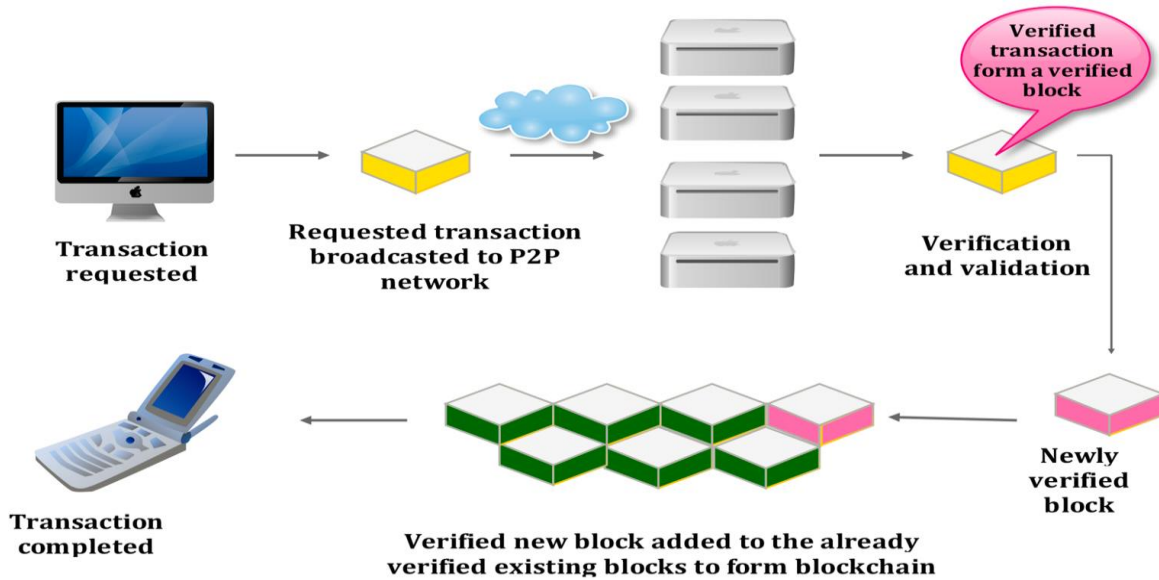 Verified
transaction
form a verified
block
Transaction
requested
Requested transaction
broadcasted to P2P
network
Verification
and validation
Newly
verified
block
Verified new block added to the already
verified existing blocks to form blockchain
Transaction
completed